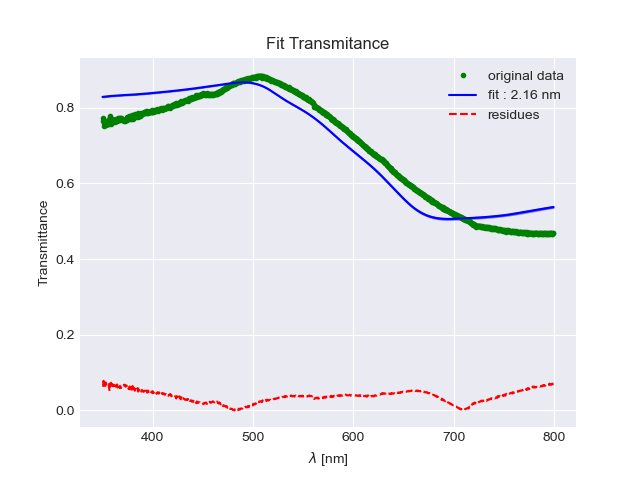 Fit Transmitance
original data
fit : 2.16 nm
residues
Transmittance
0.8
0.6
0.4
0.2
0.0
400 500 600 700 800
λ [nm]